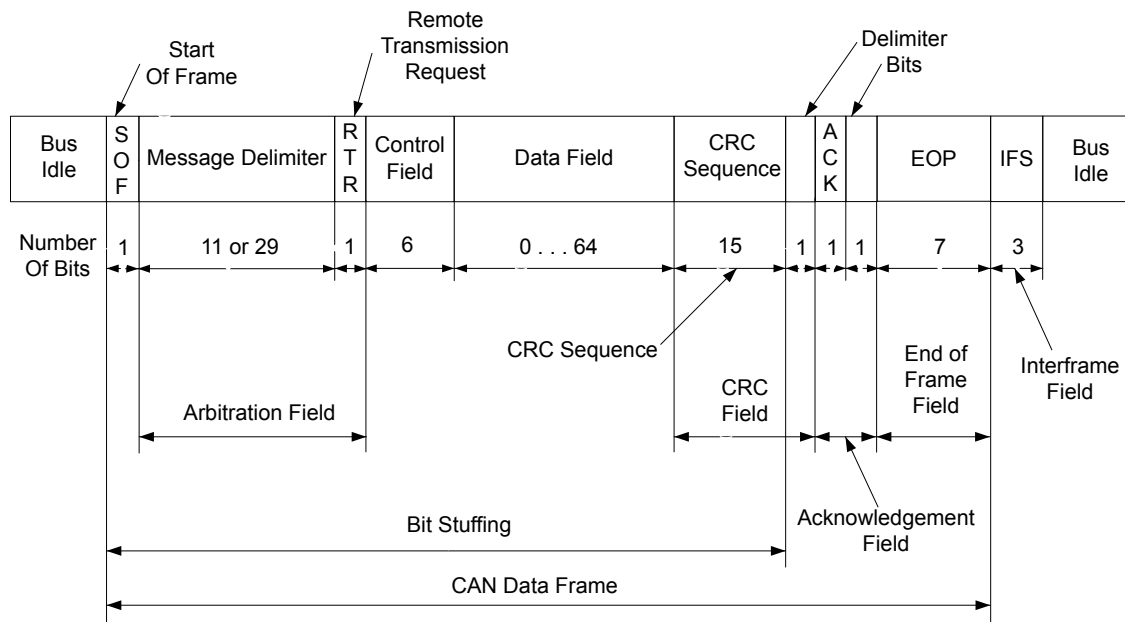 Start
Of Frame
Remote
Transmission
Request
Delimiter
Bits
Bus
Idle
S
O
F
Message Delimiter
R
T
R
Control
Field
Data Field
CRC
Sequence
A
C
K
EOP
IFS
Bus
Idle
Number
Of Bits
1
11 or 29
1
6
0 . . . 64
15
1
1
1
7
3
CRC Sequence
End of
Frame
Field
Interframe
Field
Arbitration Field
CRC
Field
Bit Stuffing
Acknowledgement
Field
CAN Data Frame